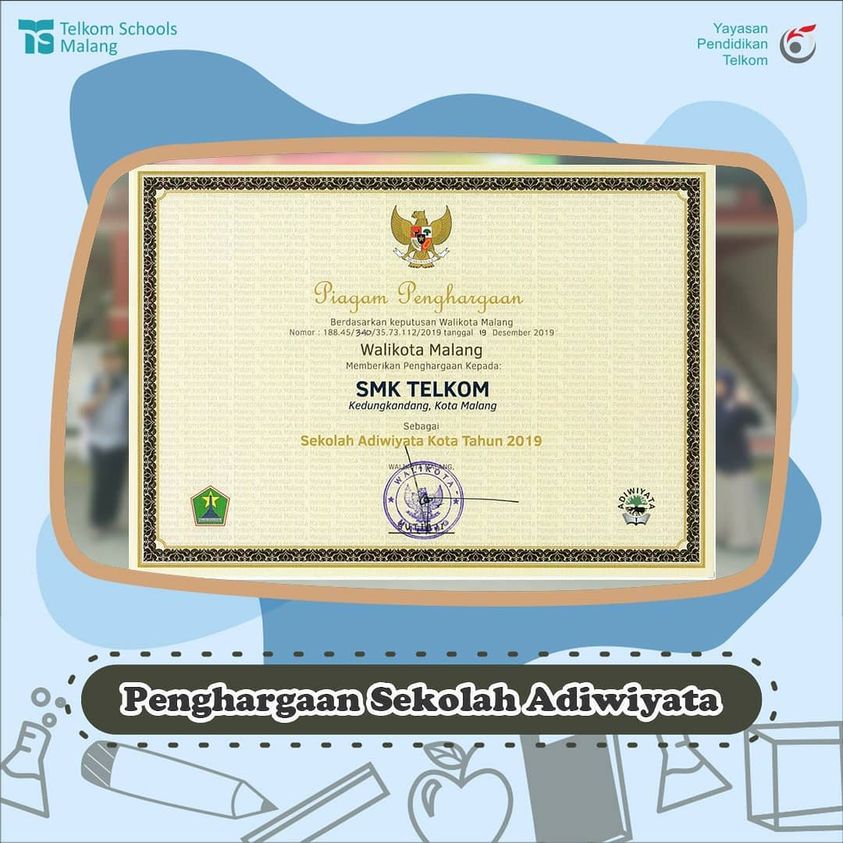 Telkom Schools
Malang
Yayasan
Pendidikan
Telkom
Piagam Penghargaan
Berdasarkan keputusan Walikota Malang
Nomor : 188.45/340/35.73.112/2019 tanggal 19 Desember 2019
Walikota Malang
Memberikan Penghargaan Kepada:
SMK TELKOM
Kedungkandang, Kota Malang
Sebagai
Sekolah Adiwiyata Kota Tahun 2019
WALIKOTA
ADIWIYATA
Penghargaan Sekolah Adiwiyata